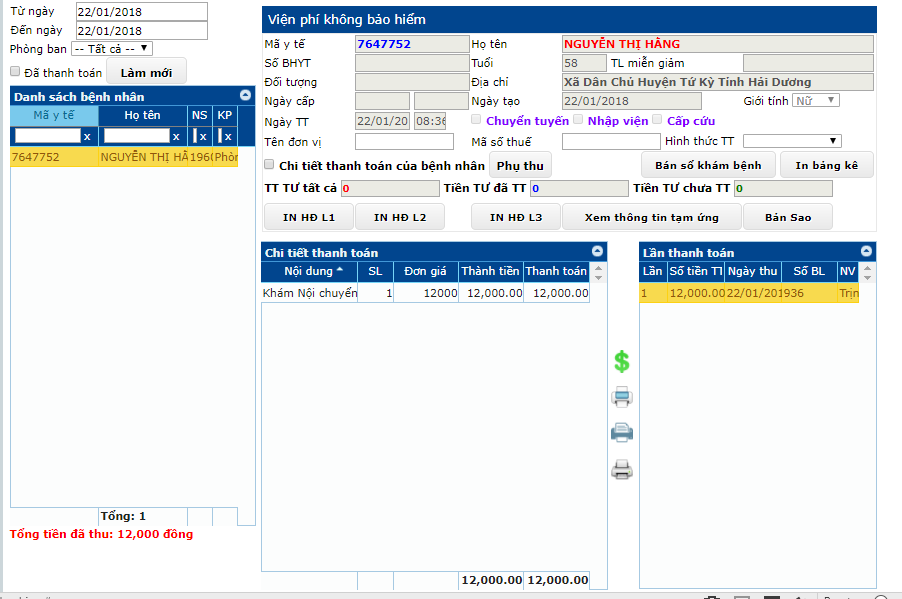 Từ ngày 22/01/2018
Đến ngày 22/01/2018
Phòng ban -- Tất cả --
Đã thanh toán Làm mới
Danh sách bệnh nhân
Mã y tế Họ tên NS KP
x x x x
7647752 NGUYỄN THỊ HẰ 196 Phòn
Tổng: 1
Tổng tiền đã thu: 12,000 đồng
Viện phí không bảo hiểm
Mã y tế 7647752 Họ tên NGUYỄN THỊ HẰNG
Số BHYT Tuổi 58 TL miễn giảm
Đối tượng Địa chỉ Xã Dân Chủ Huyện Tứ Kỳ Tỉnh Hải Dương
Ngày cấp Ngày tạo 22/01/2018 Giới tính Nữ
Ngày TT 22/01/20 08:36 Chuyển tuyến Nhập viện Cấp cứu
Tên đơn vị Mã số thuế Hình thức TT
Chi tiết thanh toán của bệnh nhân Phụ thu Bán sổ khám bệnh In bảng kê
TT TƯ tất cả 0 Tiền TƯ đã TT 0 Tiền TƯ chưa TT 0
IN HĐ L1 IN HĐ L2 IN HĐ L3 Xem thông tin tạm ứng Bản Sao
Chi tiết thanh toán
Nội dung SL Đơn giá Thành tiền Thanh toán
Khám Nội chuyển 1 12000 12,000.00 12,000.00
12,000.00 12,000.00
Lần thanh toán
Lần Số tiền TT Ngày thu Số BL NV
1 12,000.00 22/01/201 936 Trịn